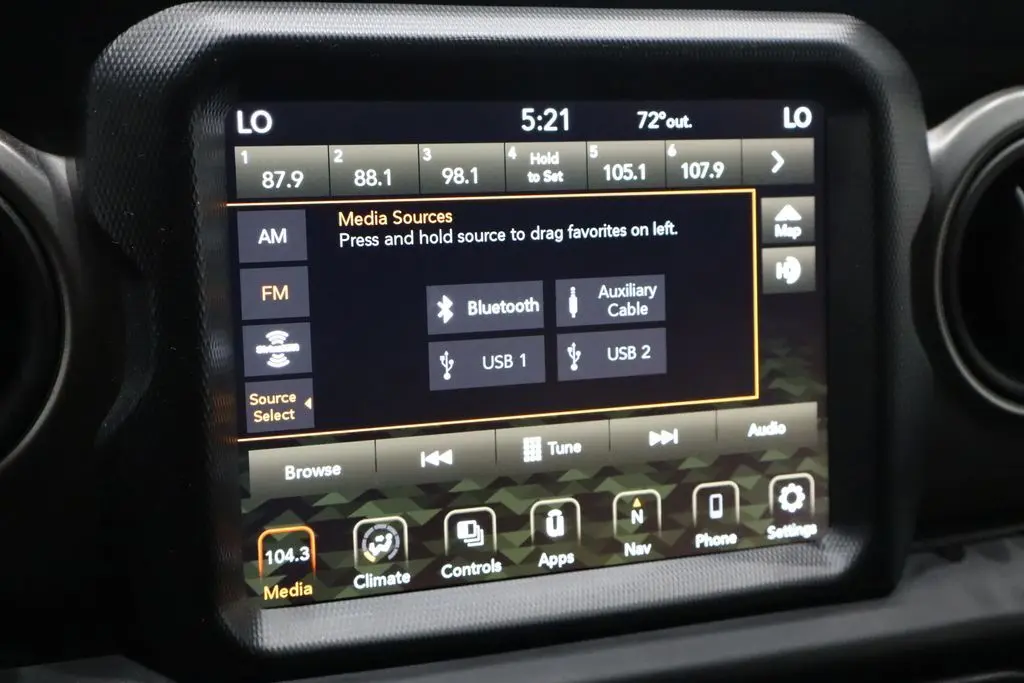 LO 5:21 72°out. LO
1 2 3 4 Hold 5 6
87.9 88.1 98.1 to Set 105.1 107.9
Media Sources
Press and hold source to drag favorites on left.
AM
Map
FM
Bluetooth
Auxiliary
Cable
USB 1
USB 2
Source
Select
Browse
Tune
Audio
104.3
N
Media
Climate
Controls
Apps
Nav
Phone
Settings